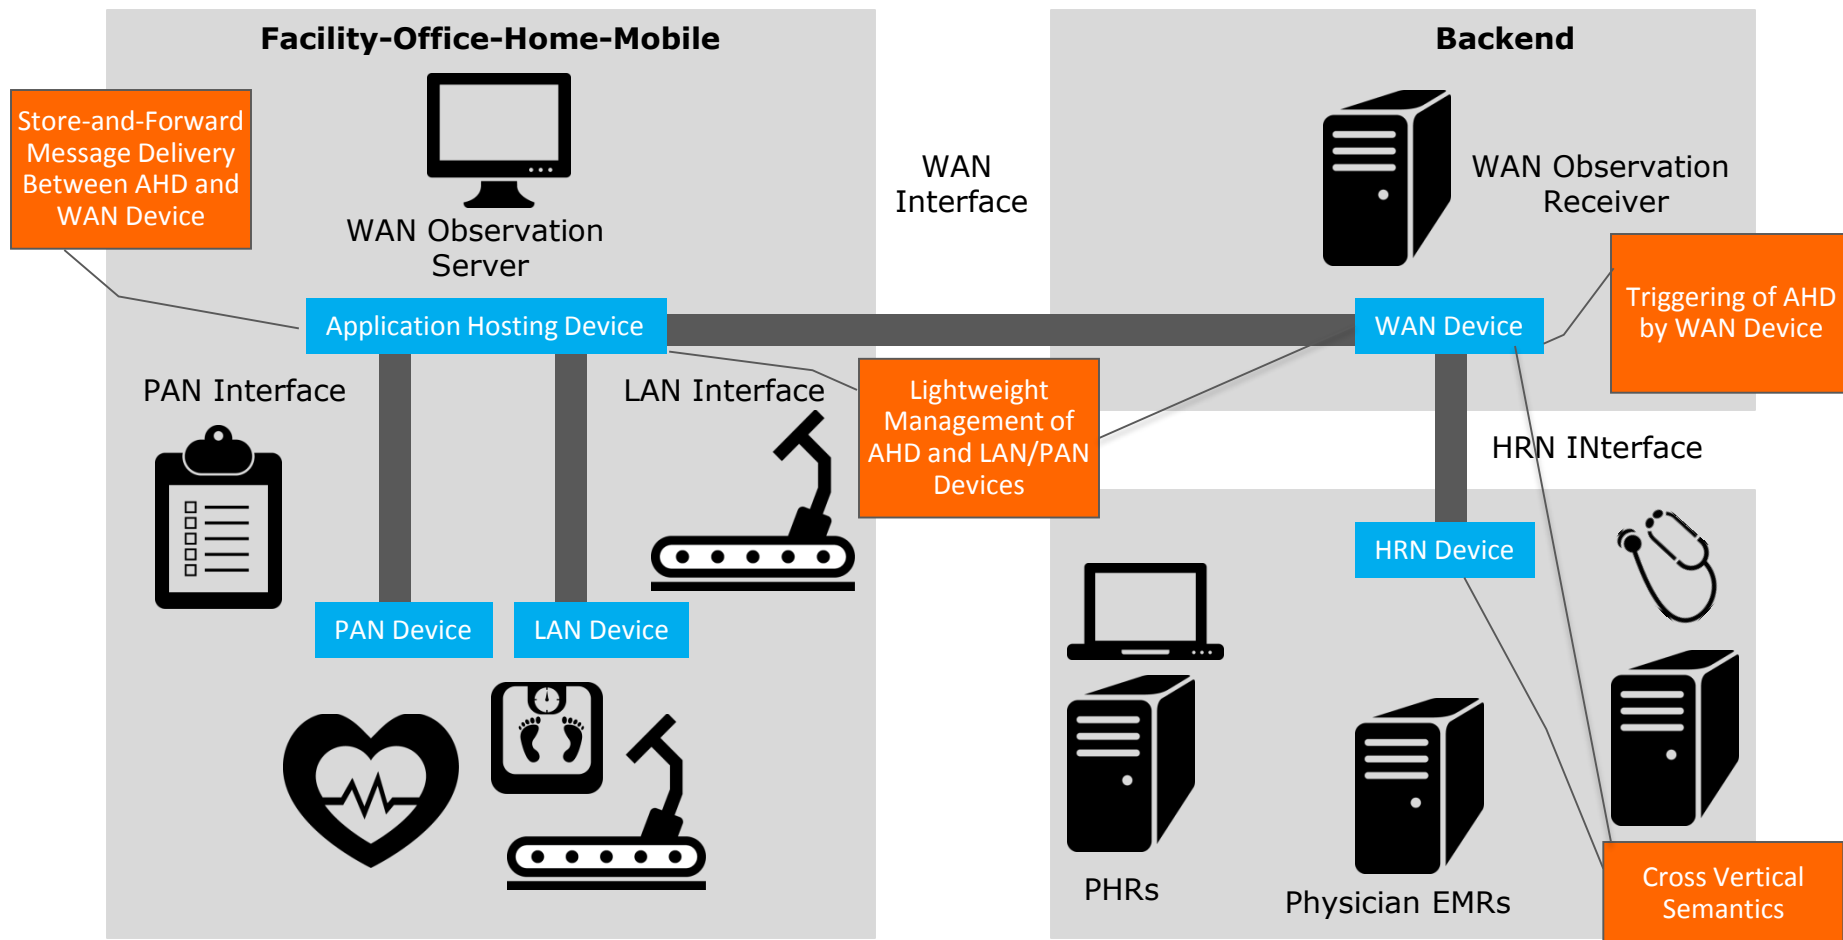 Facility-Office-Home-Mobile
Backend
Store-and-Forward
Message Delivery
Between AHD and
WAN Device
WAN Observation
Server
WAN
Interface
WAN Observation
Receiver
Triggering of AHD
by WAN Device
Application Hosting Device
WAN Device
PAN Interface
LAN Interface
Lightweight
Management of
AHD and LAN/PAN
Devices
HRN INterface
HRN Device
PAN Device
LAN Device
PHRs
Physician EMRs
Cross Vertical
Semantics